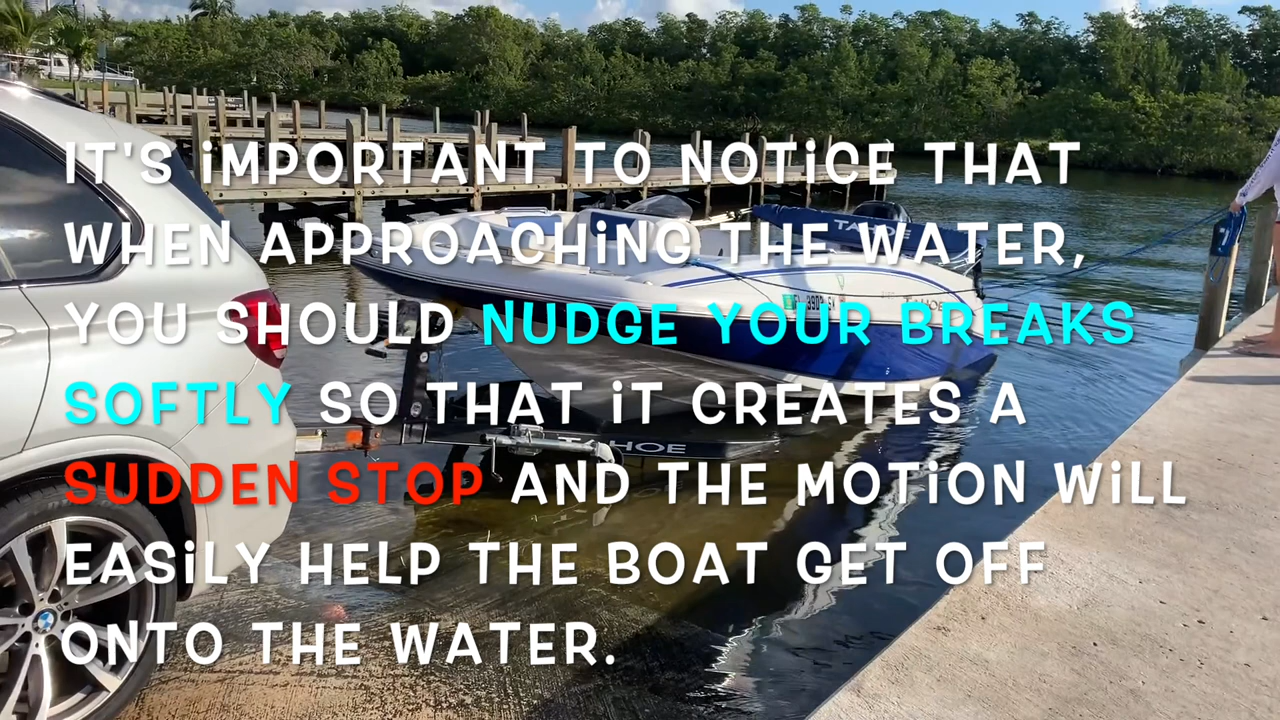 IT'S iMPORTANT TO NOTiCE THAT
WHEN APPROACHiNG THE WATER,
YOU SHOULD NUDGE YOUR BREAKS
SOFTLY SO THAT iT CREATES A
SUDDEN STOP AND THE MOTiON WiLL
EASiLY HELP THE BOAT GET OFF
ONTO THE WATER.
TAHOE